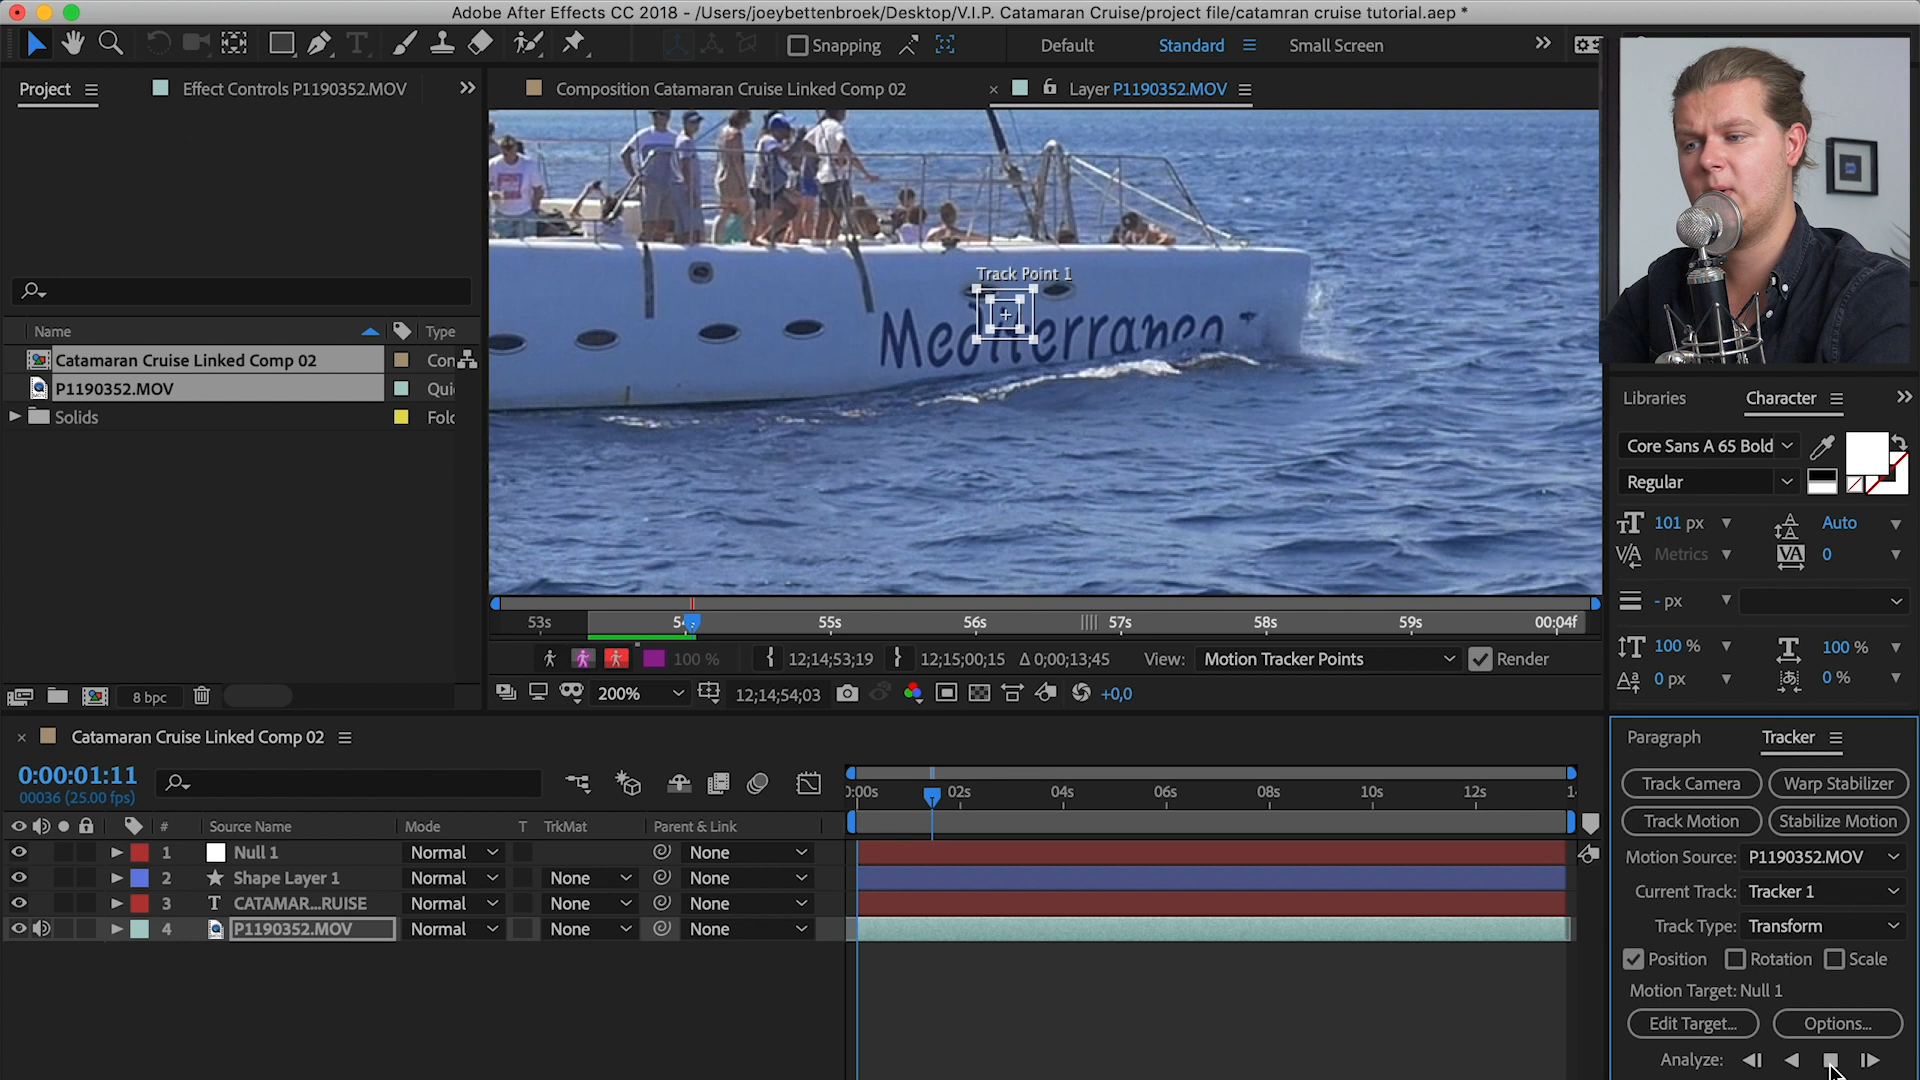 Adobe After Effects CC 2018 - /Users/joeybettenbroek/Desktop/V.I.P. Catamaran Cruise/project file/catamran cruise tutorial.aep *
Snapping
Default
Standard
Small Screen
Project
Effect Controls P1190352.MOV
Composition Catamaran Cruise Linked Comp 02
Layer P1190352.MOV
Track Point 1
Mediterraneo
Name
Type
Catamaran Cruise Linked Comp 02
Con
P1190352.MOV
Quic
Solids
Fold
8 bpc
53s
54s
55s
56s
57s
58s
59s
00:04f
100 %
12;14;53;19
12;15;00;15
Δ 0;00;13;45
View:
Motion Tracker Points
Render
200%
12;14;54;03
+0,0
Libraries
Character
Core Sans A 65 Bold
Regular
101 px
Auto
Metrics
0
- px
100 %
100 %
0 px
0 %
Catamaran Cruise Linked Comp 02
0:00:01:11
00036 (25.00 fps)
0:00s
02s
04s
06s
08s
10s
12s
14
#
Source Name
Mode
T
TrkMat
Parent & Link
1
Null 1
Normal
None
2
Shape Layer 1
Normal
None
None
3
CATAMAR...RUISE
Normal
None
None
4
P1190352.MOV
Normal
None
None
Paragraph
Tracker
Track Camera
Warp Stabilizer
Track Motion
Stabilize Motion
Motion Source:
P1190352.MOV
Current Track:
Tracker 1
Track Type:
Transform
Position
Rotation
Scale
Motion Target: Null 1
Edit Target...
Options...
Analyze: